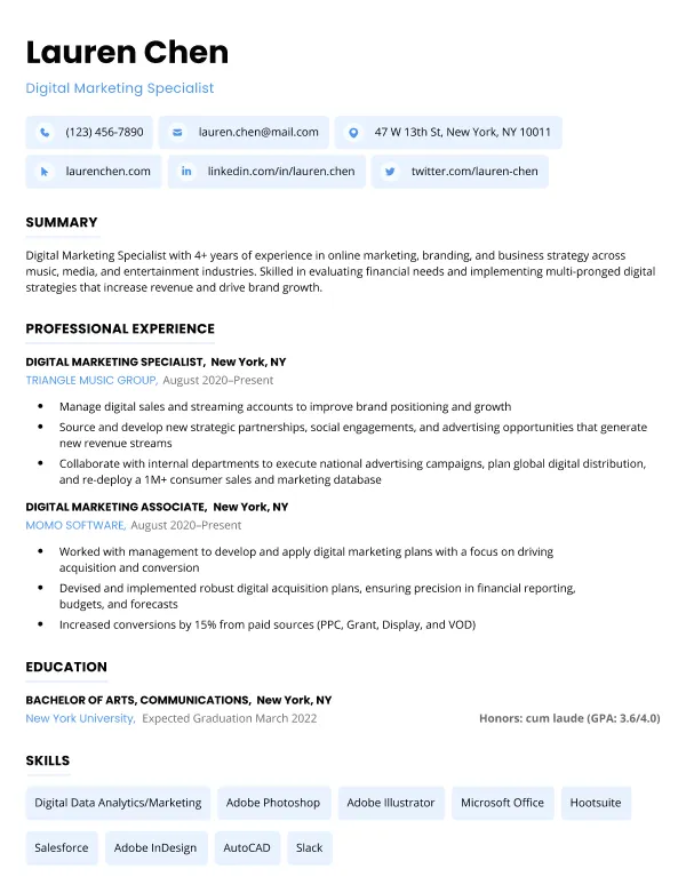 Lauren Chen
Digital Marketing Specialist
(123) 456-7890 lauren.chen@mail.com 47 W 13th St, New York, NY 10011
laurenchen.com linkedin.com/in/lauren.chen twitter.com/lauren-chen
SUMMARY
Digital Marketing Specialist with 4+ years of experience in online marketing, branding, and business strategy across
music, media, and entertainment industries. Skilled in evaluating financial needs and implementing multi-pronged digital
strategies that increase revenue and drive brand growth.
PROFESSIONAL EXPERIENCE
DIGITAL MARKETING SPECIALIST, New York, NY
TRIANGLE MUSIC GROUP, August 2020–Present
• Manage digital sales and streaming accounts to improve brand positioning and growth
• Source and develop new strategic partnerships, social engagements, and advertising opportunities that generate
new revenue streams
• Collaborate with internal departments to execute national advertising campaigns, plan global digital distribution,
and re-deploy a 1M+ consumer sales and marketing database
DIGITAL MARKETING ASSOCIATE, New York, NY
MOMO SOFTWARE, August 2020–Present
• Worked with management to develop and apply digital marketing plans with a focus on driving
acquisition and conversion
• Devised and implemented robust digital acquisition plans, ensuring precision in financial reporting,
budgets, and forecasts
• Increased conversions by 15% from paid sources (PPC, Grant, Display, and VOD)
EDUCATION
BACHELOR OF ARTS, COMMUNICATIONS, New York, NY
New York University, Expected Graduation March 2022 Honors: cum laude (GPA: 3.6/4.0)
SKILLS
Digital Data Analytics/Marketing Adobe Photoshop Adobe Illustrator Microsoft Office Hootsuite
Salesforce Adobe InDesign AutoCAD Slack